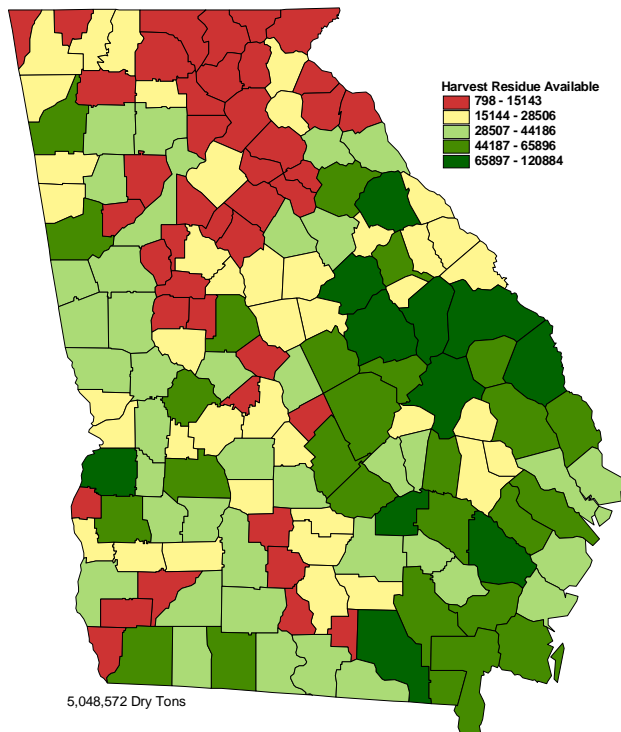 Harvest Residue Available
798 - 15143
15144 - 28506
28507 - 44186
44187 - 65896
65897 - 120884
5,048,572 Dry Tons